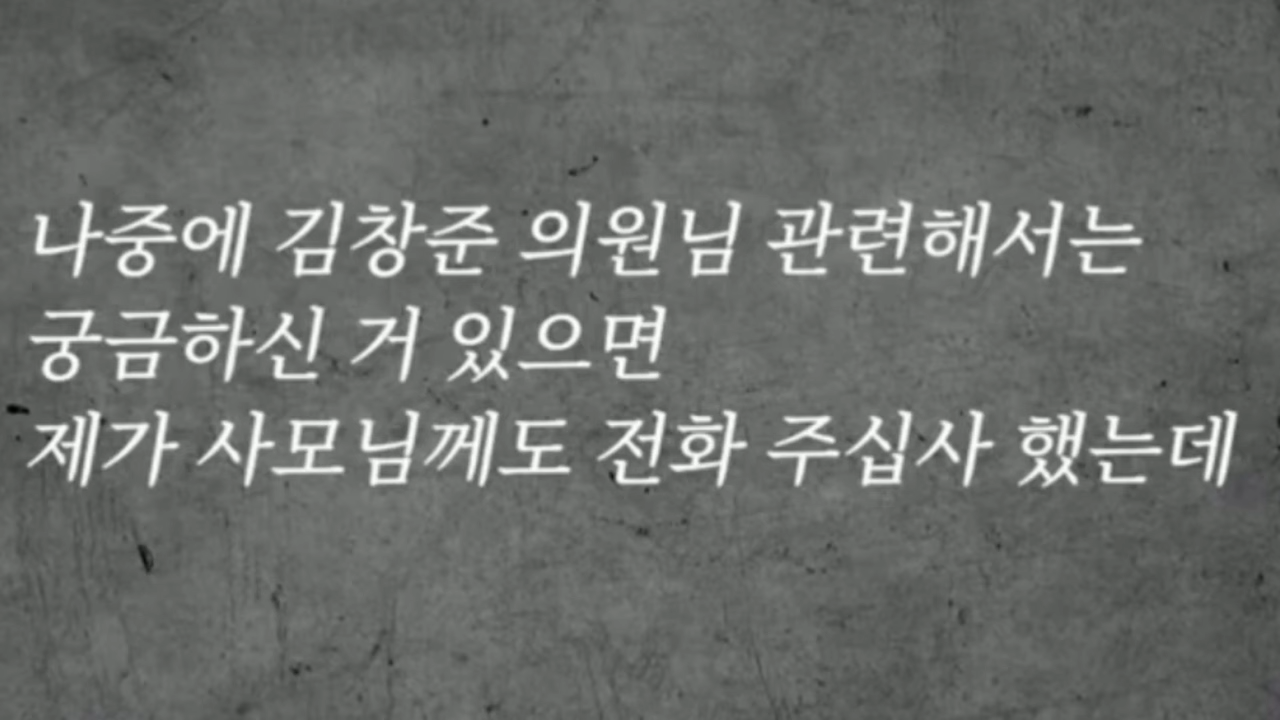 나중에 김창준 의원님 관련해서는
궁금하신 거 있으면
제가 사모님께도 전화 주십사 했는데